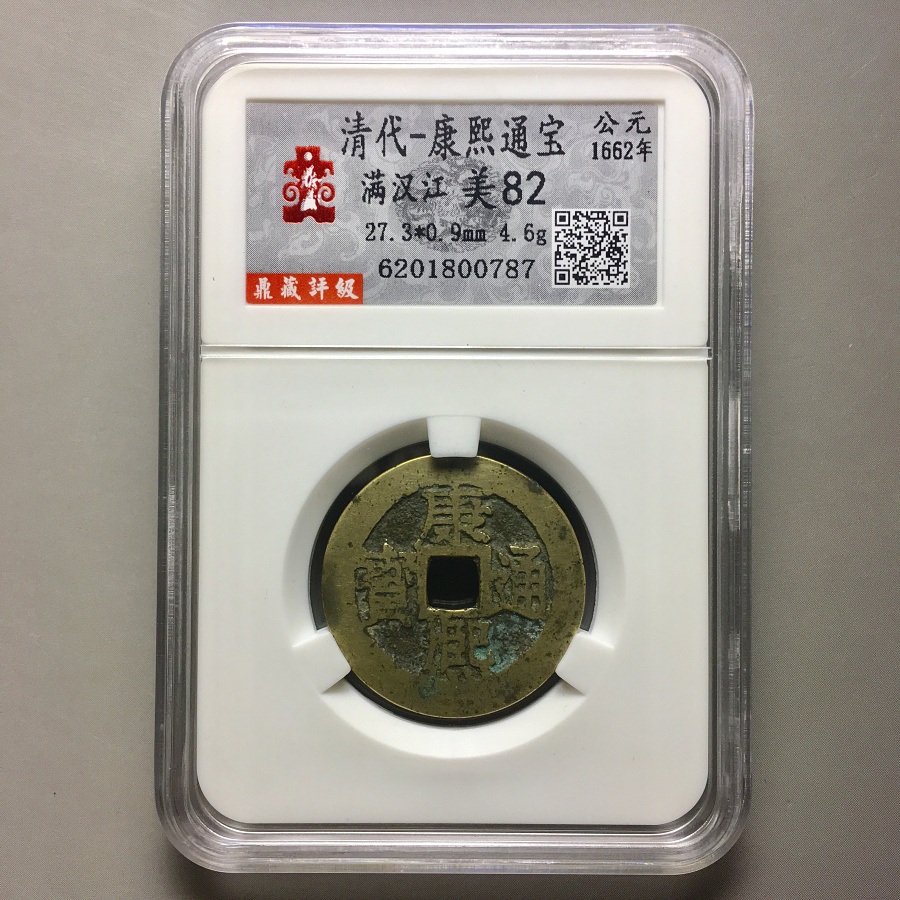 清代-康熙通宝
公元
1662年
满汉江 美82
27.3*0.9mm 4.6g
6201800787
鼎藏評級
康熙通寶